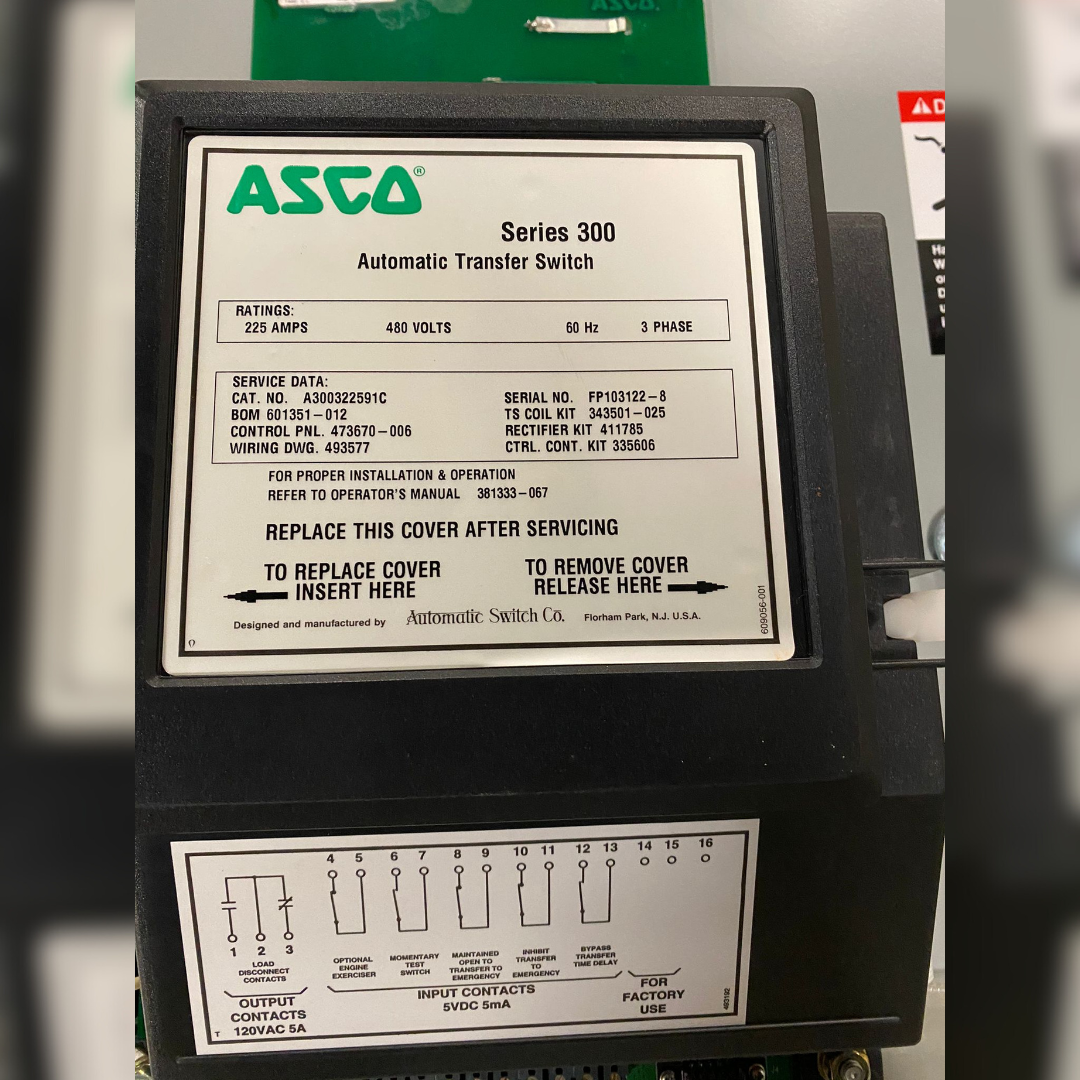 ASCO
ASCO®
Series 300
Automatic Transfer Switch
RATINGS:
225 AMPS 480 VOLTS 60 Hz 3 PHASE
SERVICE DATA:
CAT. NO. A300322591C SERIAL NO. FP103122-8
BOM 601351-012 TS COIL KIT 343501-025
CONTROL PNL. 473670-006 RECTIFIER KIT 411785
WIRING DWG. 493577 CTRL. CONT. KIT 335606
FOR PROPER INSTALLATION & OPERATION
REFER TO OPERATOR'S MANUAL 381333-067
REPLACE THIS COVER AFTER SERVICING
TO REPLACE COVER
INSERT HERE
TO REMOVE COVER
RELEASE HERE
Designed and manufactured by Automatic Switch Co. Florham Park, N.J. U.S.A.
609056-001
4 5 6 7 8 9 10 11 12 13 14 15 16
1 2 3
LOAD
DISCONNECT
CONTACTS
OPTIONAL
ENGINE
EXERCISER
MOMENTARY
TEST
SWITCH
MAINTAINED
OPEN TO
TRANSFER TO
EMERGENCY
INHIBIT
TRANSFER
TO
EMERGENCY
BYPASS
TRANSFER
TIME DELAY
OUTPUT
CONTACTS
120VAC 5A
INPUT CONTACTS
5VDC 5mA
FOR
FACTORY
USE
T